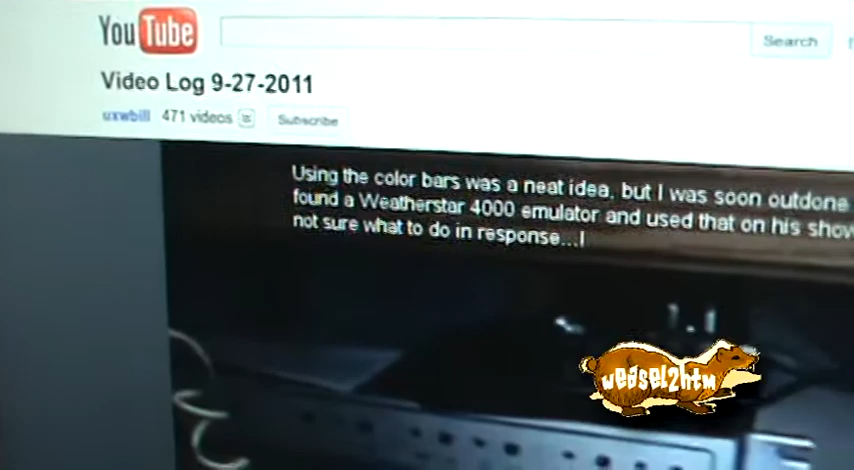 YouTube
Search
Video Log 9-27-2011
uxwbill 471 videos Subscribe
Using the color bars was a neat idea, but I was soon outdone
found a Weatherstar 4000 emulator and used that on his show
not sure what to do in response...!
weasel2htm